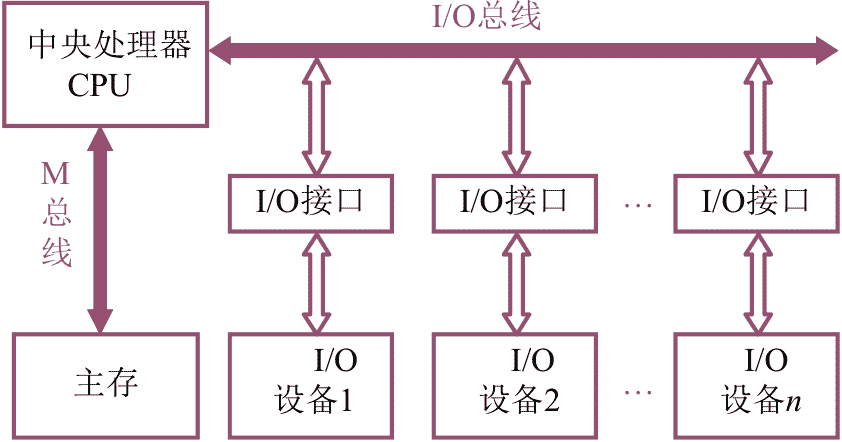 I/O总线
中央处理器
CPU
M
总
线
I/O接口
I/O接口
…
I/O接口
主存
I/O
设备1
I/O
设备2
…
I/O
设备n